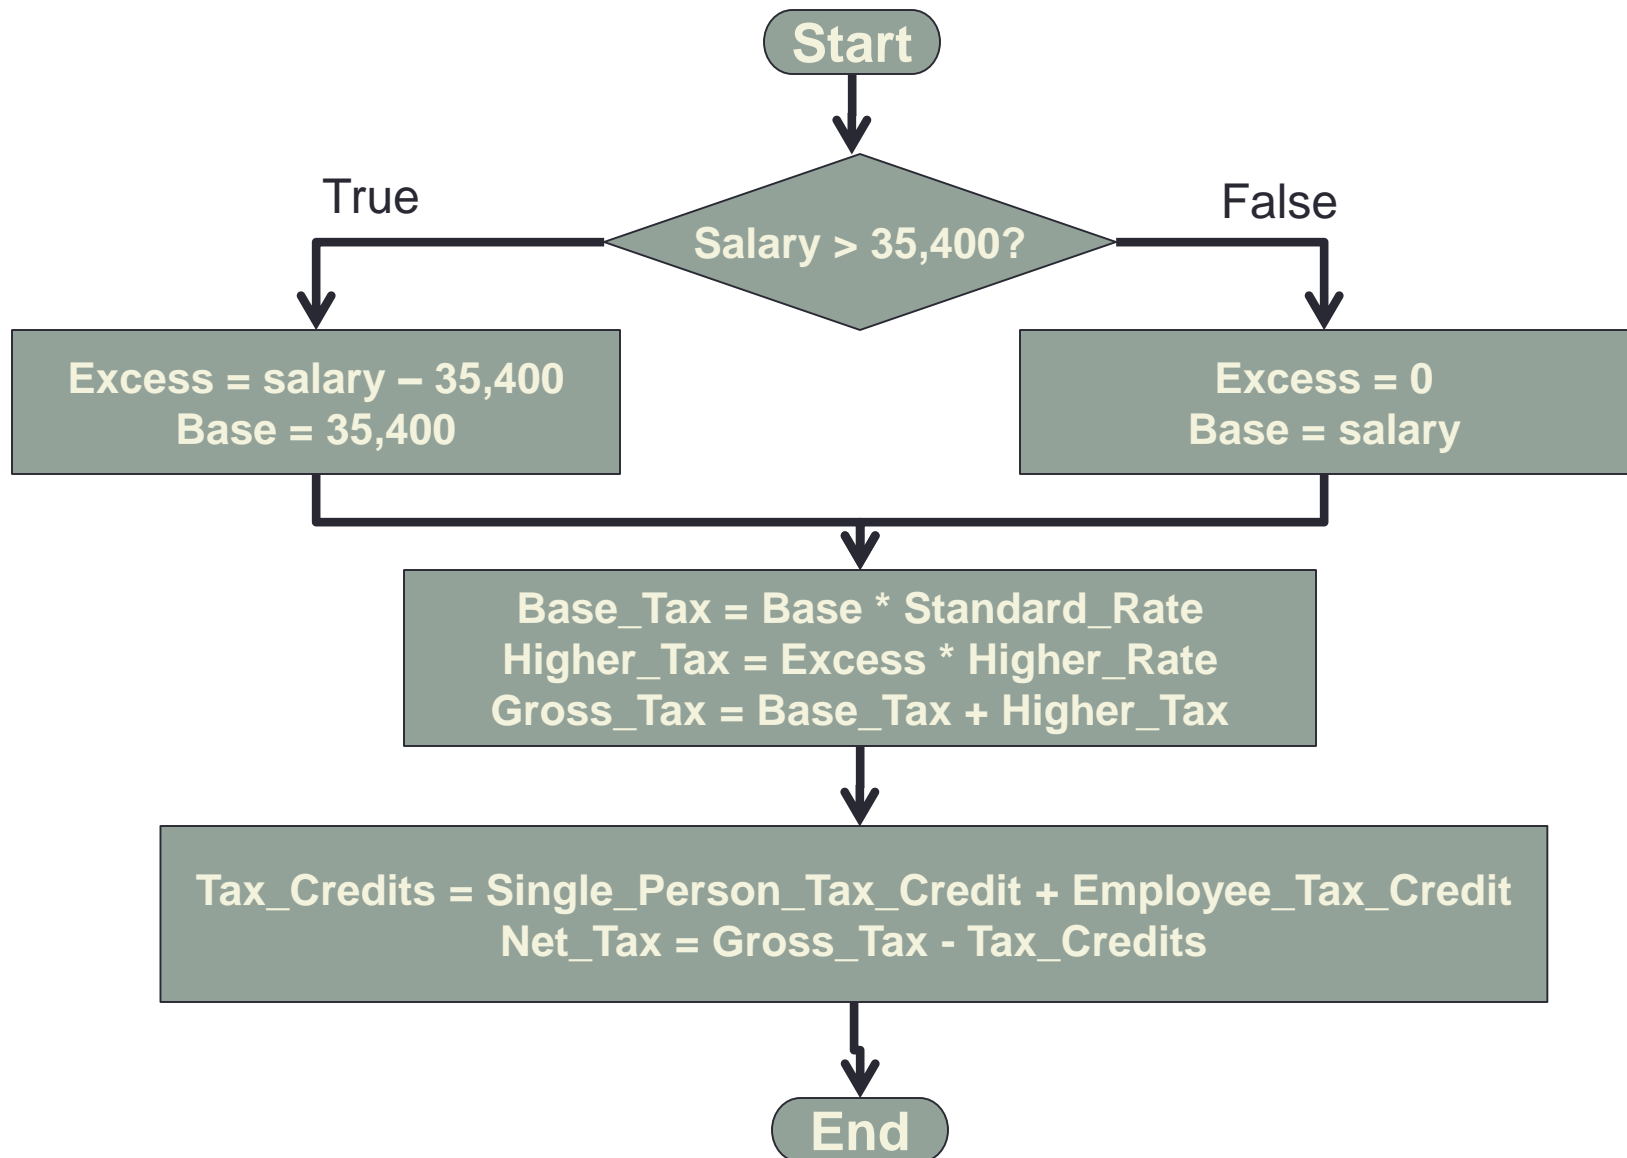 Start
True
False
Salary > 35,400?
Excess = salary – 35,400
Base = 35,400
Excess = 0
Base = salary
Base_Tax = Base * Standard_Rate
Higher_Tax = Excess * Higher_Rate
Gross_Tax = Base_Tax + Higher_Tax
Tax_Credits = Single_Person_Tax_Credit + Employee_Tax_Credit
Net_Tax = Gross_Tax - Tax_Credits
End